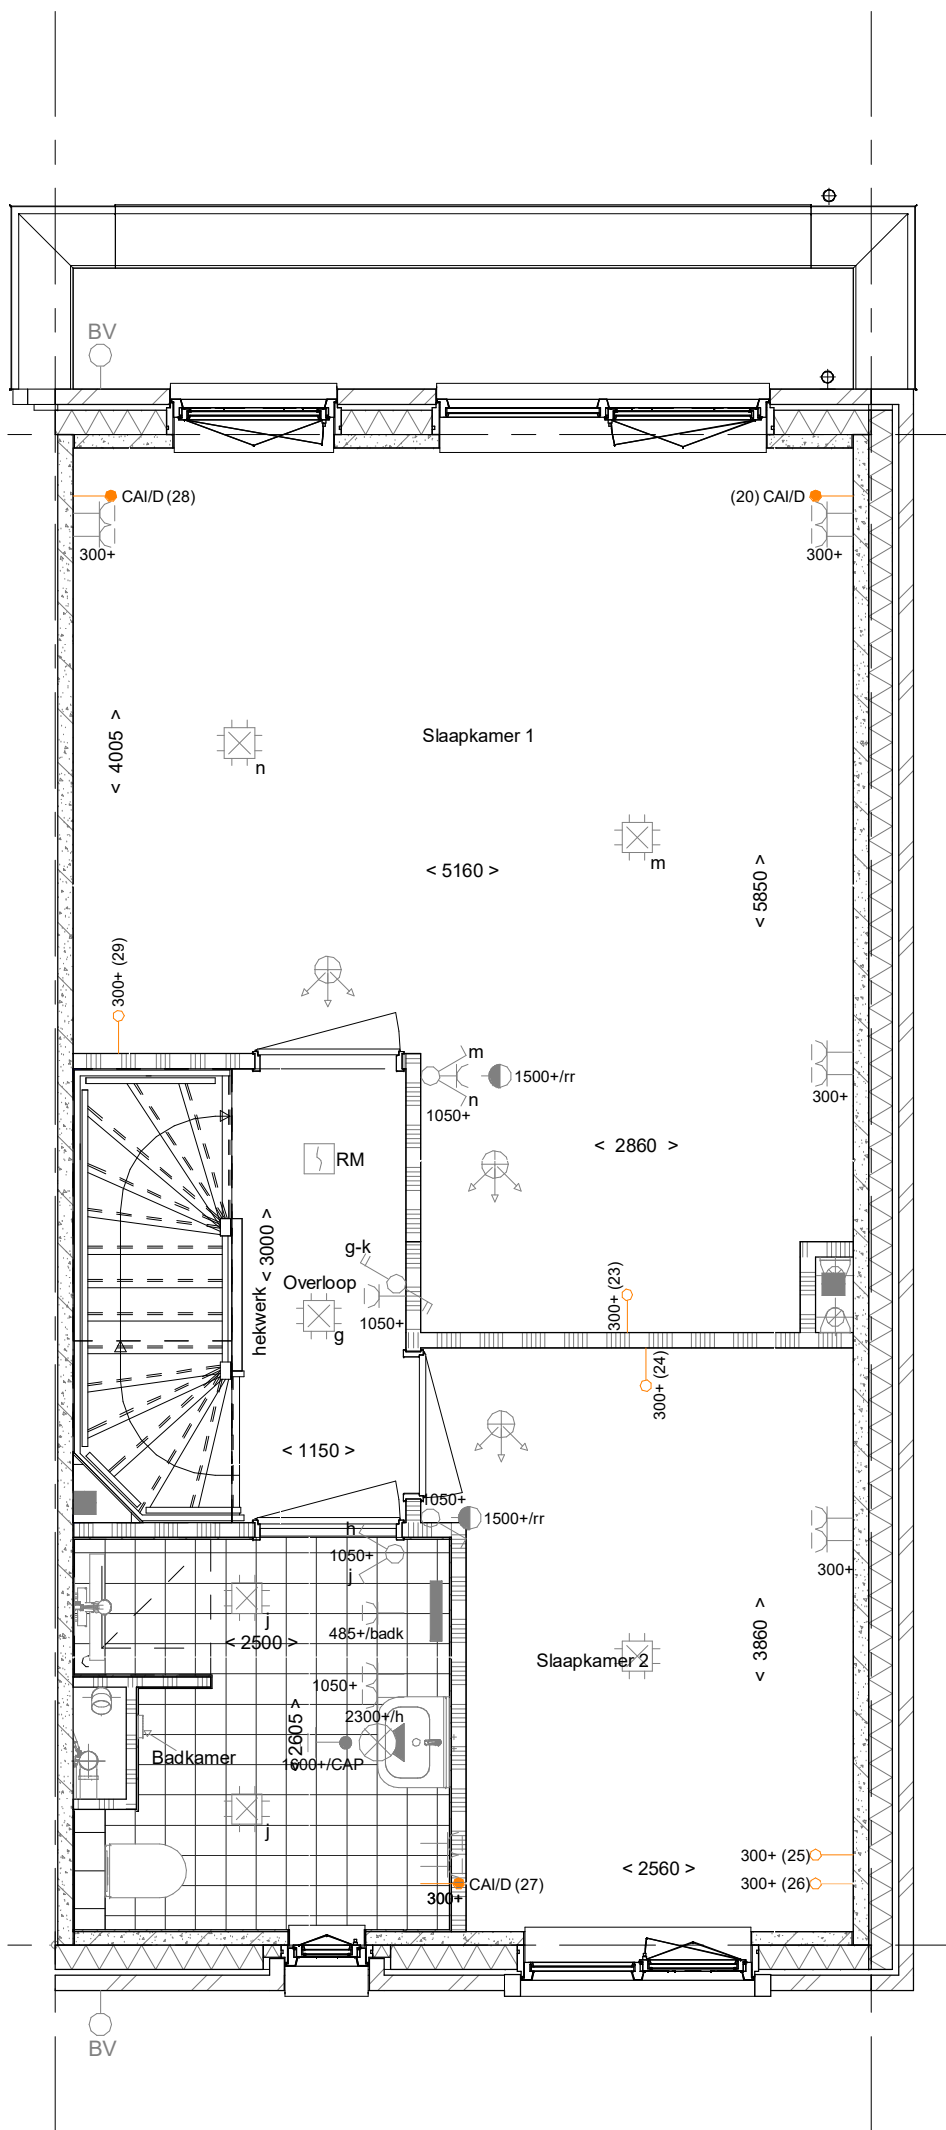 BV
CAI/D (28)
(20) CAI/D
300+
300+
< 4005 >
Slaapkamer 1
n
m
< 5160 >
< 5850 >
300+ (29)
m
1500+/rr
n
1050+
300+
< 2860 >
RM
< 3000 >
g-k
Overloop
hekwerk
1050+
g
300+ (23)
300+ (24)
< 1150 >
1050+
1500+/rr
h
1050+
j
300+
j
485+/badk
< 2500 >
< 3860 >
Slaapkamer 2
1050+
2300+/h
< 2605 >
Badkamer
1600+/CAP
j
300+ (25)
< 2560 >
300+ (26)
CAI/D (27)
300+
BV